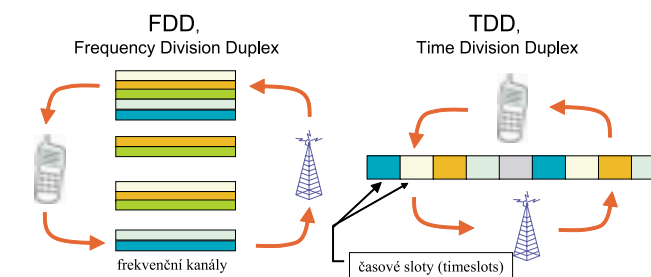 FDD,
Frequency Division Duplex
frekvenční kanály
TDD,
Time Division Duplex
časové sloty (timeslots)